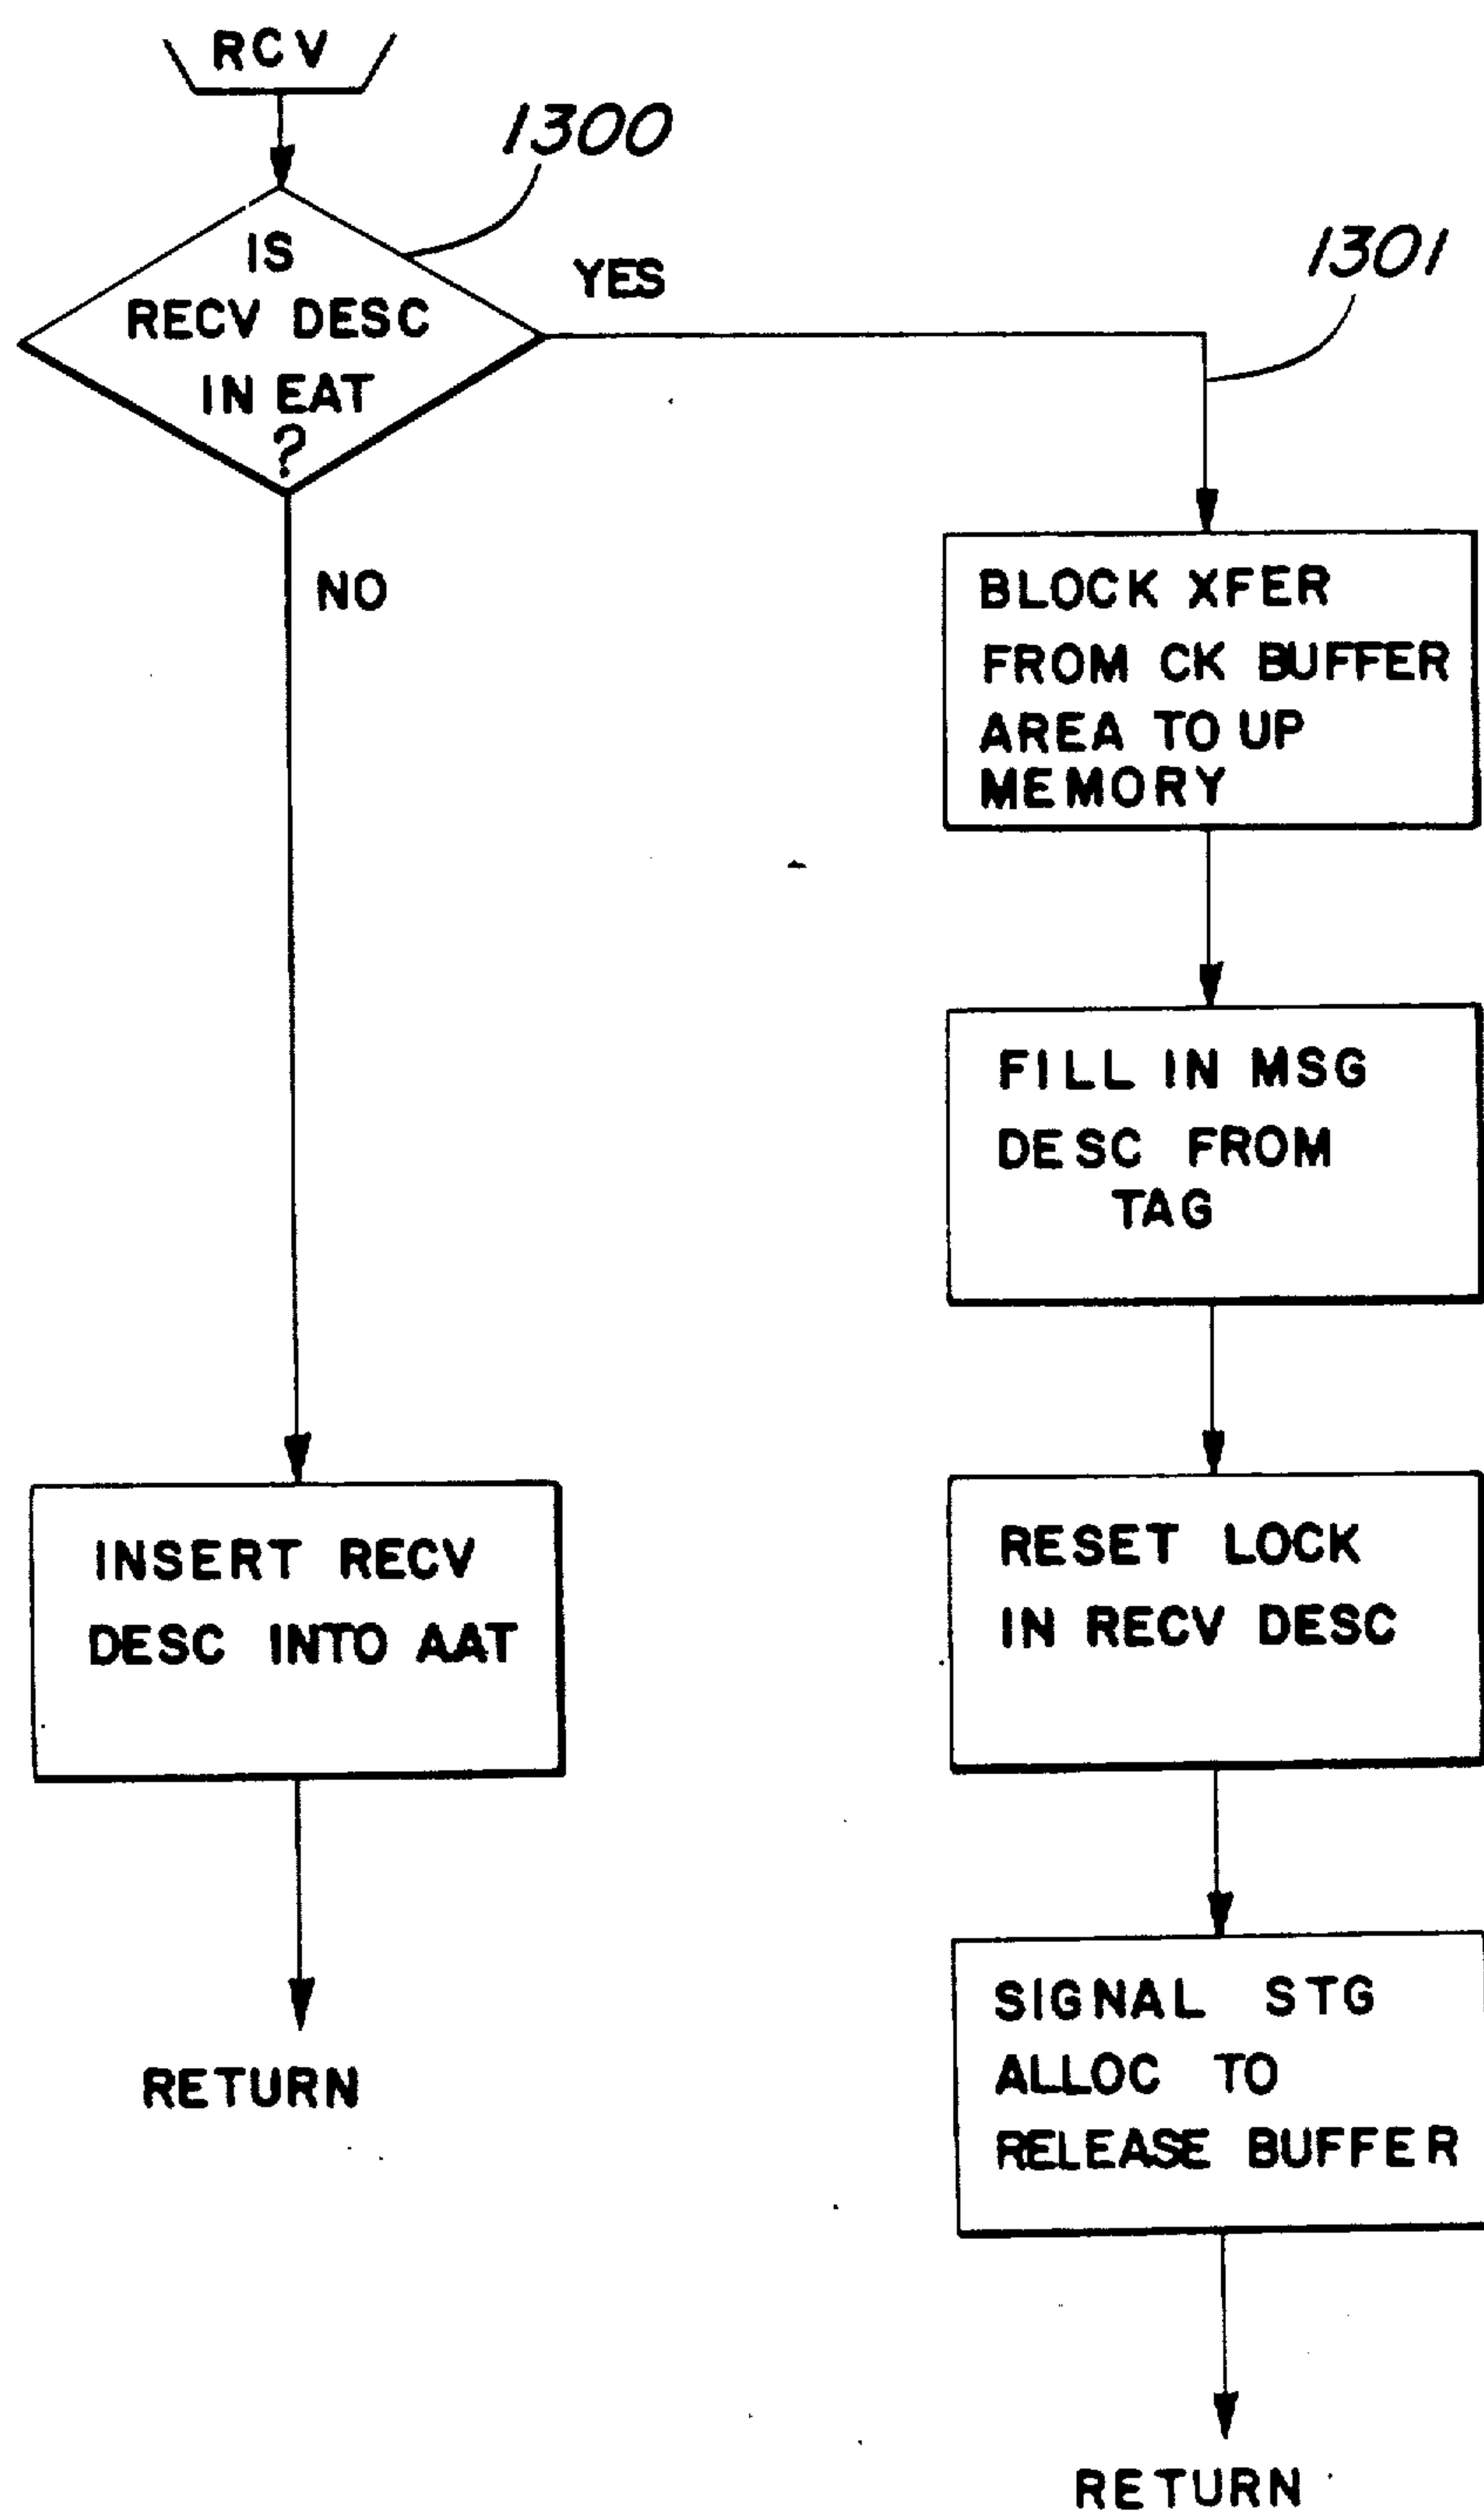 RCV
1300
IS
RECV DESC
IN EAT
?
YES
1301
NO
BLOCK XFER
FROM CK BUFFER
AREA TO UP
MEMORY
FILL IN MSG
DESC FROM
TAG
INSERT RECV
DESC INTO AAT
RESET LOCK
IN RECV DESC
RETURN
SIGNAL STG
ALLOC TO
RELEASE BUFFER
RETURN